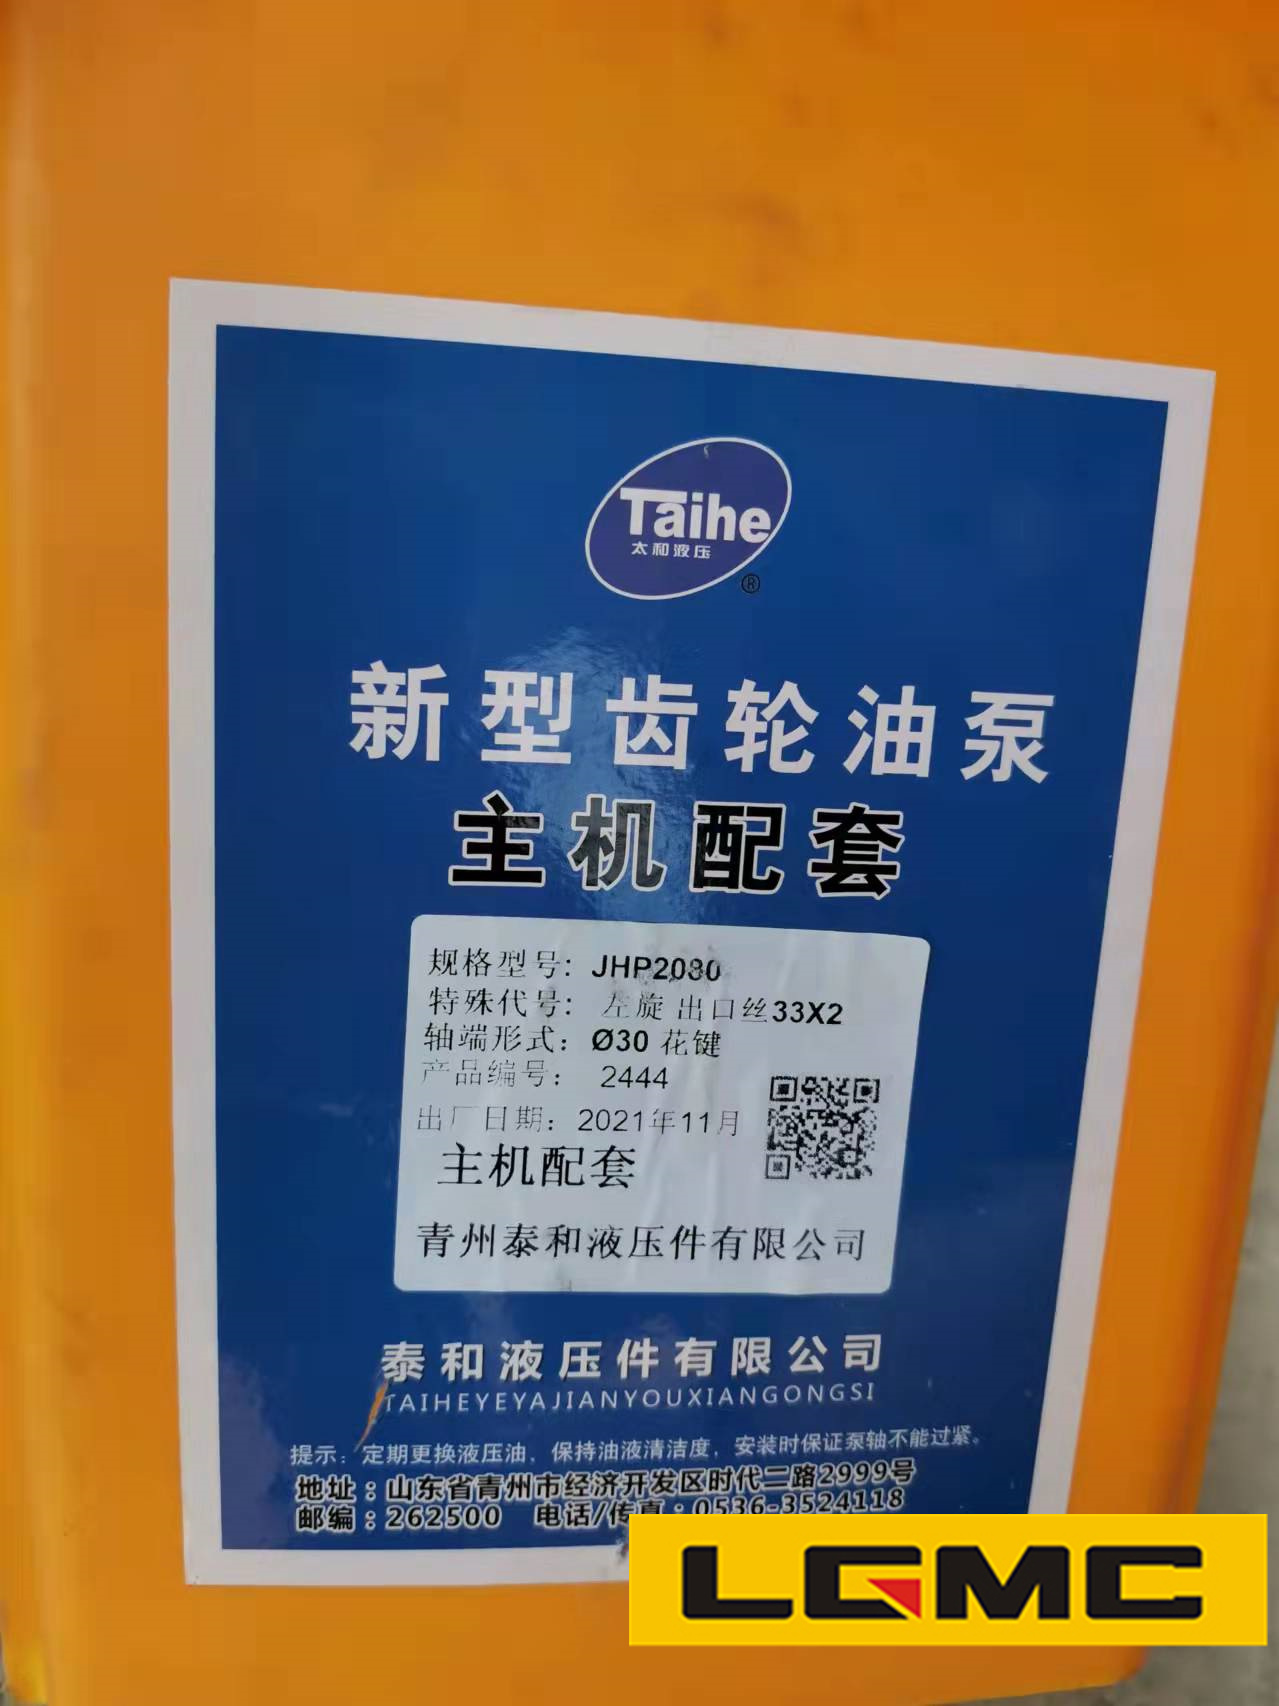 Taihe
太和液压
®
新型齿轮油泵
主机配套
规格型号: JHP2080
特殊代号: 左旋 出口丝33X2
轴端形式: Ø30 花键
产品编号: 2444
出厂日期: 2021年11月
主机配套
青州泰和液压件有限公司
泰和液压件有限公司
TAIHEYEYAJIANYOUXIANGONGSI
提示: 定期更换液压油, 保持油液清洁度, 安装时保证泵轴不能过紧。
地址:山东省青州市经济开发区时代二路2999号
邮编:262500 电话/传真:0536-3524118
LGMC